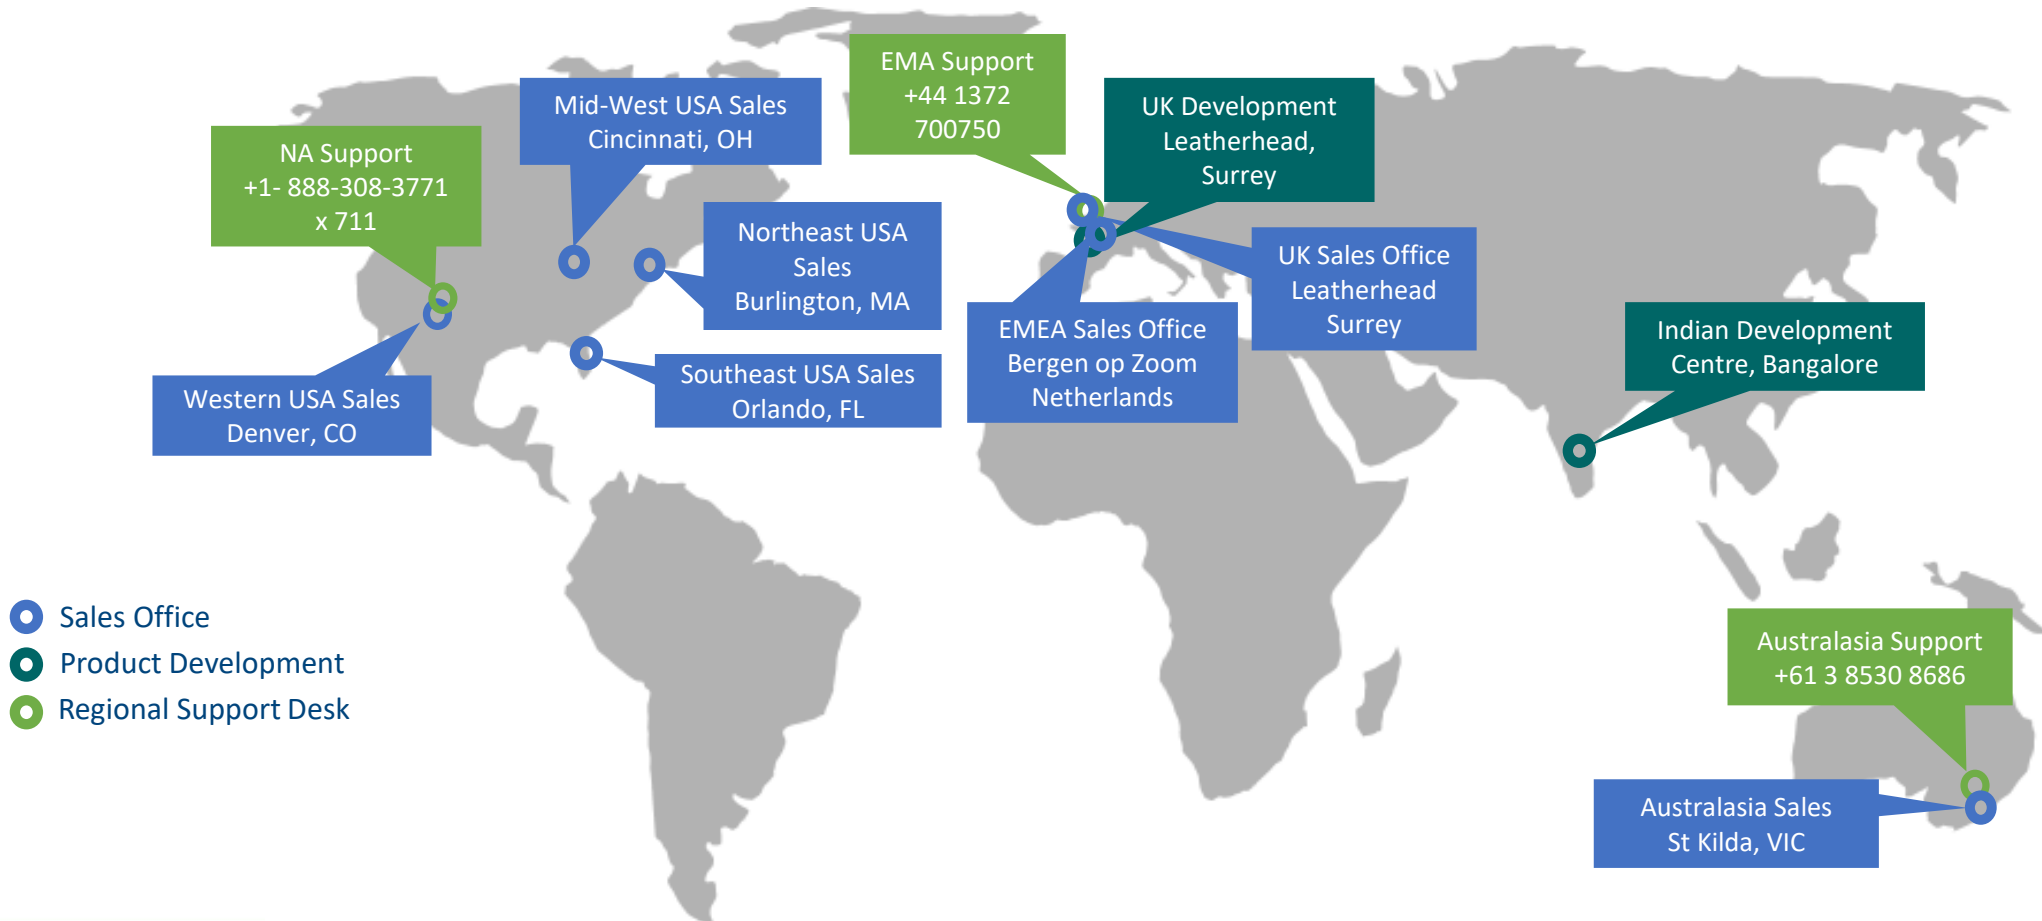 EMA Support
+44 1372
700750
Mid-West USA Sales
Cincinnati, OH
UK Development
Leatherhead,
Surrey
NA Support
+1- 888-308-3771
x 711
Northeast USA
Sales
Burlington, MA
UK Sales Office
Leatherhead
Surrey
EMEA Sales Office
Bergen op Zoom
Netherlands
Indian Development
Centre, Bangalore
Southeast USA Sales
Orlando, FL
Western USA Sales
Denver, CO
Sales Office
Product Development
Regional Support Desk
Australasia Support
+61 3 8530 8686
Australasia Sales
St Kilda, VIC